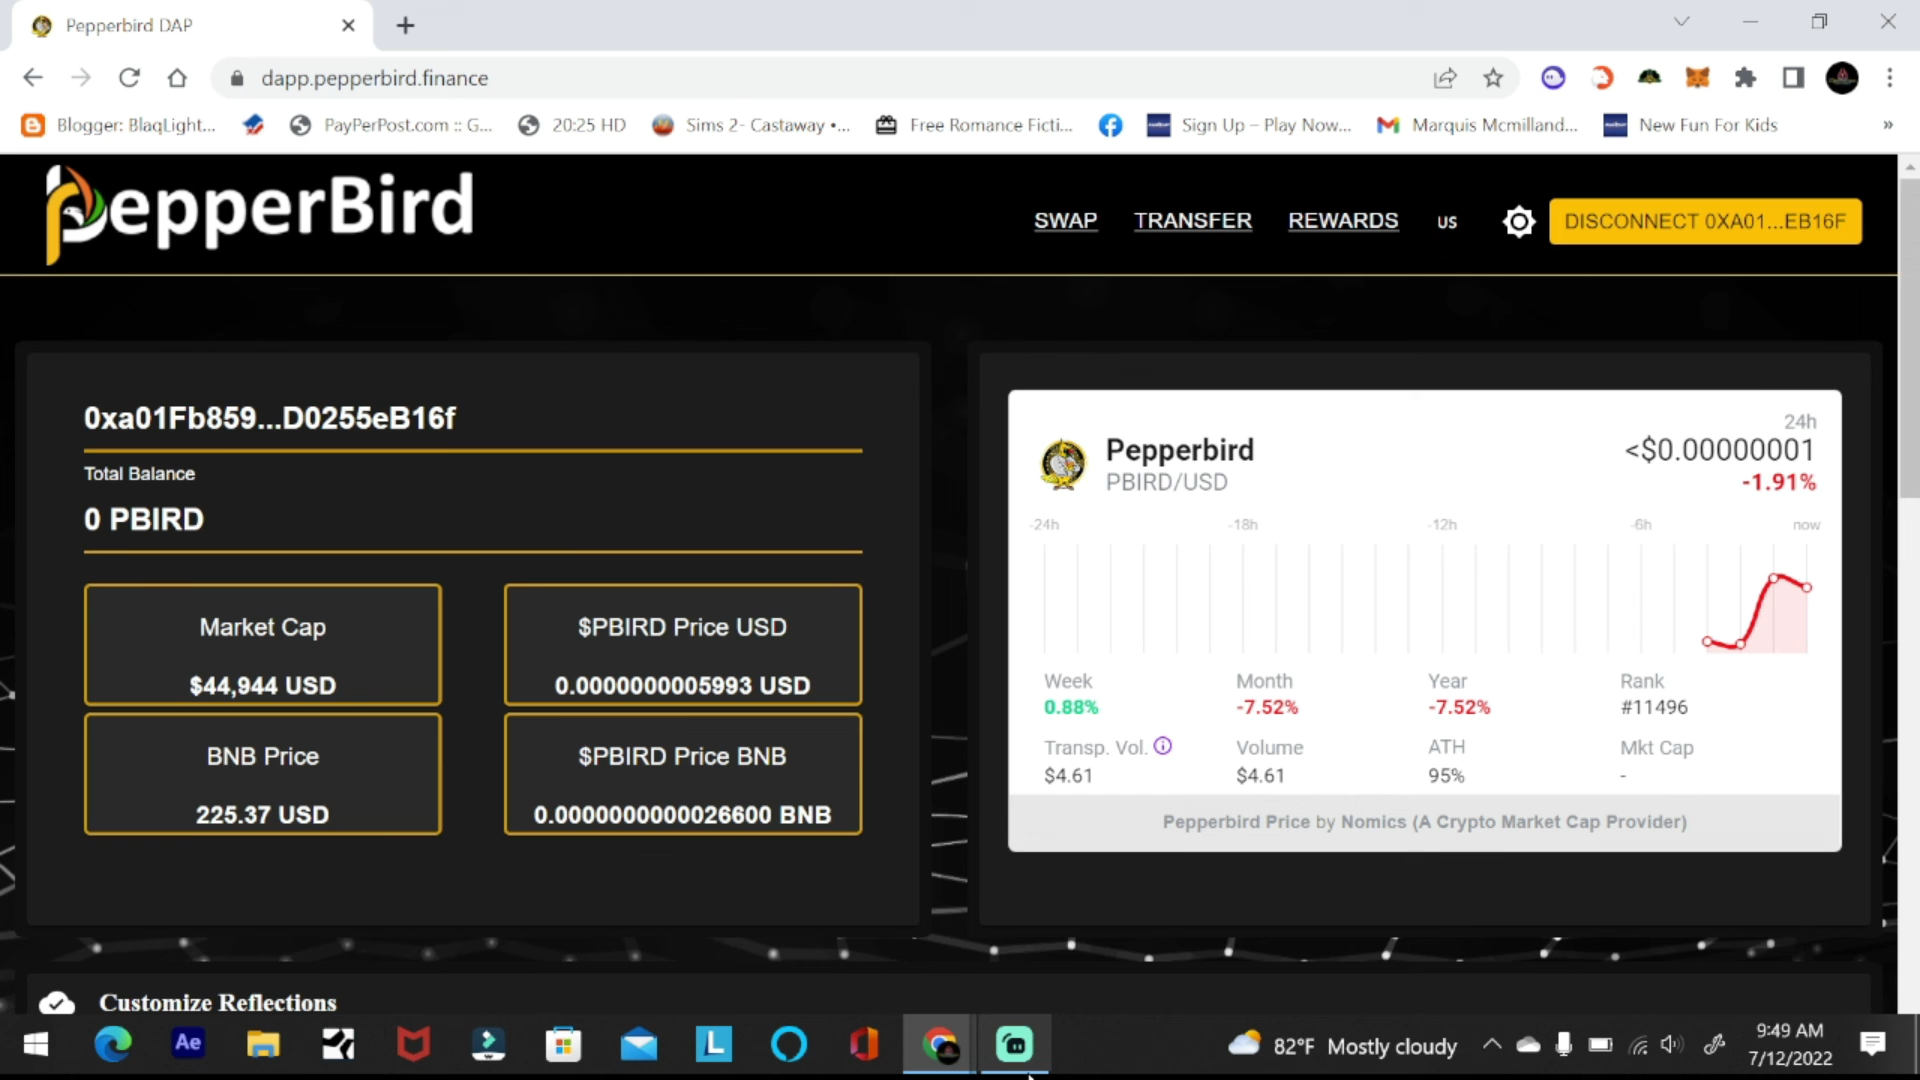 Pepperbird DAP
dapp.pepperbird.finance
Blogger: BlaqLight...
PayPerPost.com :: G...
20:25 HD
Sims 2- Castaway •...
Free Romance Ficti...
Sign Up – Play Now...
Marquis Mcmilland...
New Fun For Kids
»
PepperBird
SWAP
TRANSFER
REWARDS
US
DISCONNECT 0XA01...EB16F
0xa01Fb859...D0255eB16f
Total Balance
0 PBIRD
Market Cap
$44,944 USD
$PBIRD Price USD
0.0000000005993 USD
BNB Price
225.37 USD
$PBIRD Price BNB
0.0000000000026600 BNB
24h
Pepperbird
<$0.00000001
PBIRD/USD
-1.91%
-24h
-18h
-12h
-6h
now
Week
Month
Year
Rank
0.88%
-7.52%
-7.52%
#11496
Transp. Vol.
Volume
ATH
Mkt Cap
$4.61
$4.61
95%
-
Pepperbird Price by Nomics (A Crypto Market Cap Provider)
Customize Reflections
Ae
L
82°F Mostly cloudy
9:49 AM
7/12/2022